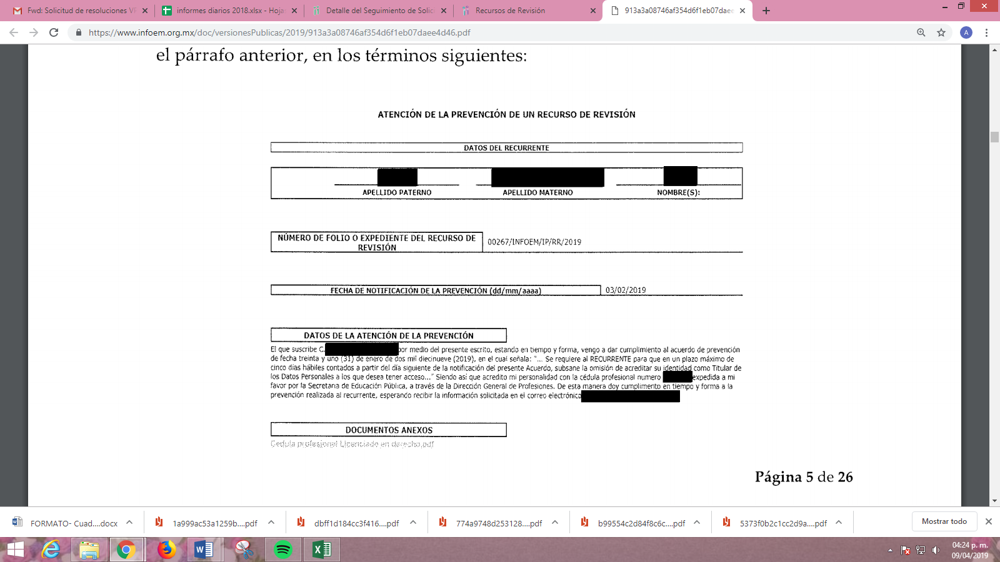 Fwd: Solicitud de resoluciones VP
informes diarios 2018.xlsx - Hoja
Detalle del Seguimiento de Solic
Recursos de Revisión
913a3a08746af354d6f1eb07daee
https://www.infoem.org.mx/doc/versionesPublicas/2019/913a3a08746af354d6f1eb07daee4d46.pdf
A
el párrafo anterior, en los términos siguientes:
ATENCIÓN DE LA PREVENCIÓN DE UN RECURSO DE REVISIÓN
DATOS DEL RECURRENTE
APELLIDO PATERNO APELLIDO MATERNO NOMBRE(S):
NÚMERO DE FOLIO O EXPEDIENTE DEL RECURSO DE
REVISIÓN
00267/INFOEM/IP/RR/2019
FECHA DE NOTIFICACIÓN DE LA PREVENCIÓN (dd/mm/aaaa) 03/02/2019
DATOS DE LA ATENCIÓN DE LA PREVENCIÓN
El que suscribe C. por medio del presente escrito, estando en tiempo y forma, vengo a dar cumplimiento al acuerdo de prevención
de fecha treinta y uno (31) de enero de dos mil diecinueve (2019), en el cual señala: "... Se requiere al RECURRENTE para que en un plazo máximo de
cinco días hábiles contados a partir del día siguiente de la notificación del presente Acuerdo, subsane la omisión de acreditar su identidad como Titular de
los Datos Personales a los que desea tener acceso..." Siendo así que acredito mi personalidad con la cédula profesional numero expedida a mi
favor por la Secretaria de Educación Pública, a través de la Dirección General de Profesiones. De esta manera doy cumplimento en tiempo y forma a la
prevención realizada al recurrente, esperando recibir la información solicitada en el correo electrónico
DOCUMENTOS ANEXOS
Cedula profesional Licenciado en derecho.pdf
Página 5 de 26
FORMATO- Cuad....docx
1a999ac53a1259b....pdf
dbff1d184cc3f416....pdf
774a9748d253128....pdf
b99554c2d84f8c6c....pdf
5373f0b2c1cc2d9a....pdf
Mostrar todo
04:24 p. m.
09/04/2019